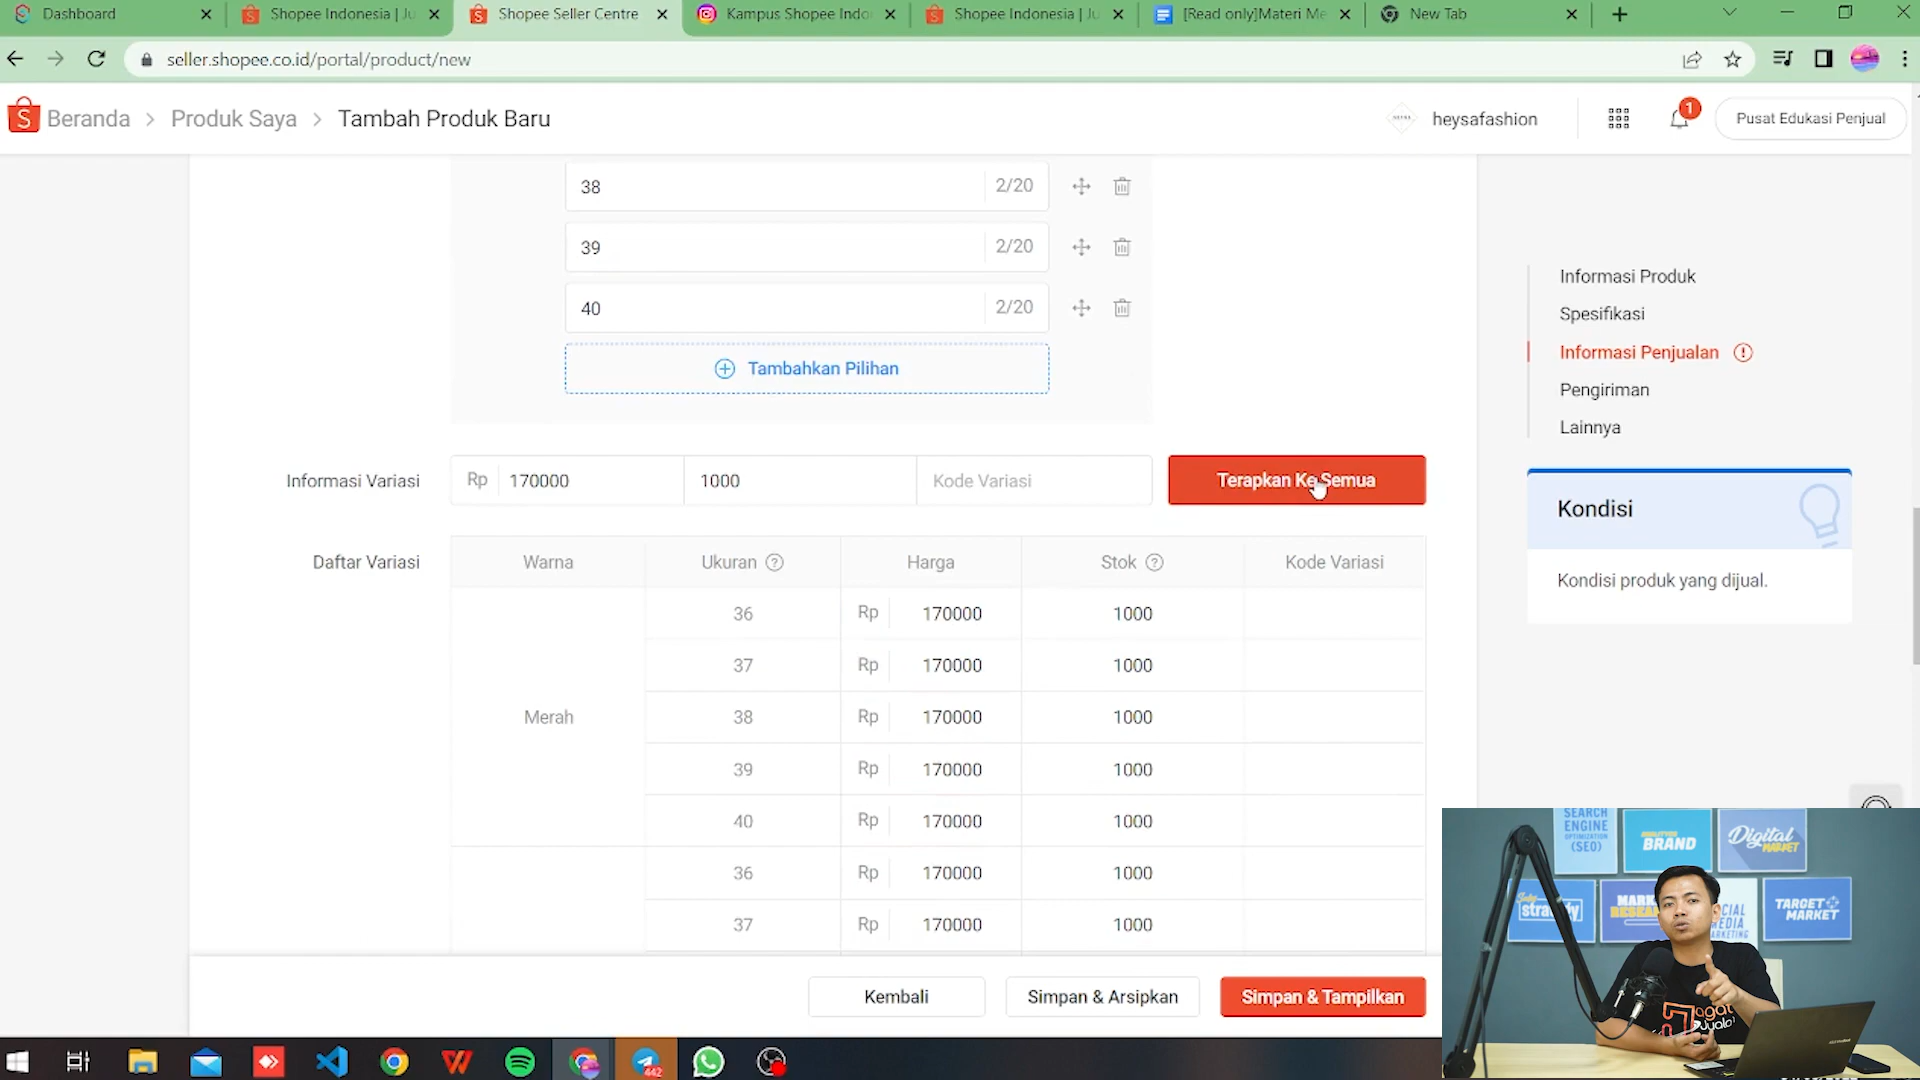 Dashboard
Shopee Indonesia | Ju
Shopee Seller Centre
Kampus Shopee Indo
Shopee Indonesia | Ju
[Read only]Materi Me
New Tab
seller.shopee.co.id/portal/product/new
Beranda > Produk Saya > Tambah Produk Baru
heysafashion
1
Pusat Edukasi Penjual
38 2/20
39 2/20
40 2/20
Tambahkan Pilihan
Informasi Produk
Spesifikasi
Informasi Penjualan
Pengiriman
Lainnya
Informasi Variasi Rp 170000 1000 Kode Variasi Terapkan Ke Semua
Kondisi
Kondisi produk yang dijual.
Daftar Variasi Warna Ukuran Harga Stok Kode Variasi
36 Rp 170000 1000
37 Rp 170000 1000
Merah 38 Rp 170000 1000
39 Rp 170000 1000
40 Rp 170000 1000
36 Rp 170000 1000
37 Rp 170000 1000
Kembali
Simpan & Arsipkan
Simpan & Tampilkan
SEARCH
ENGINE
OPTIMIZATION
(SEO)
BRAND
Digital
MARKET
TARGET
MARKET
442